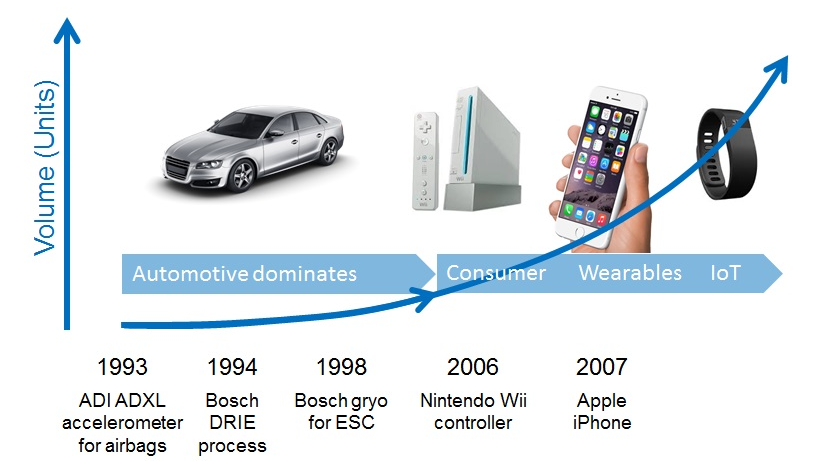 Volume (Units)
Automotive dominates
Consumer
Wearables
IoT
1993
ADI ADXL
accelerometer
for airbags
1994
Bosch
DRIE
process
1998
Bosch gryo
for ESC
2006
Nintendo Wii
controller
2007
Apple
iPhone